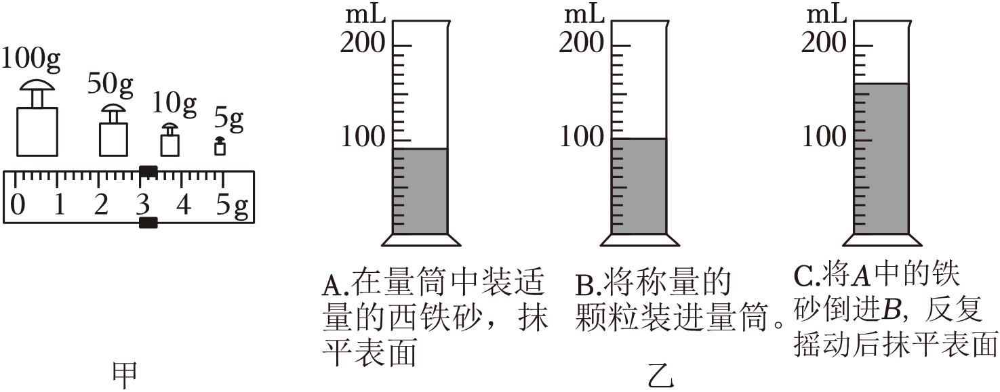 100g
50g
10g
5g
0 1 2 3 4 5g
甲
mL
200
100
A.在量筒中装适
量的西铁砂，抹
平表面
mL
200
100
B.将称量的
颗粒装进量筒。
乙
mL
200
100
C.将A中的铁
砂倒进B, 反复
摇动后抹平表面